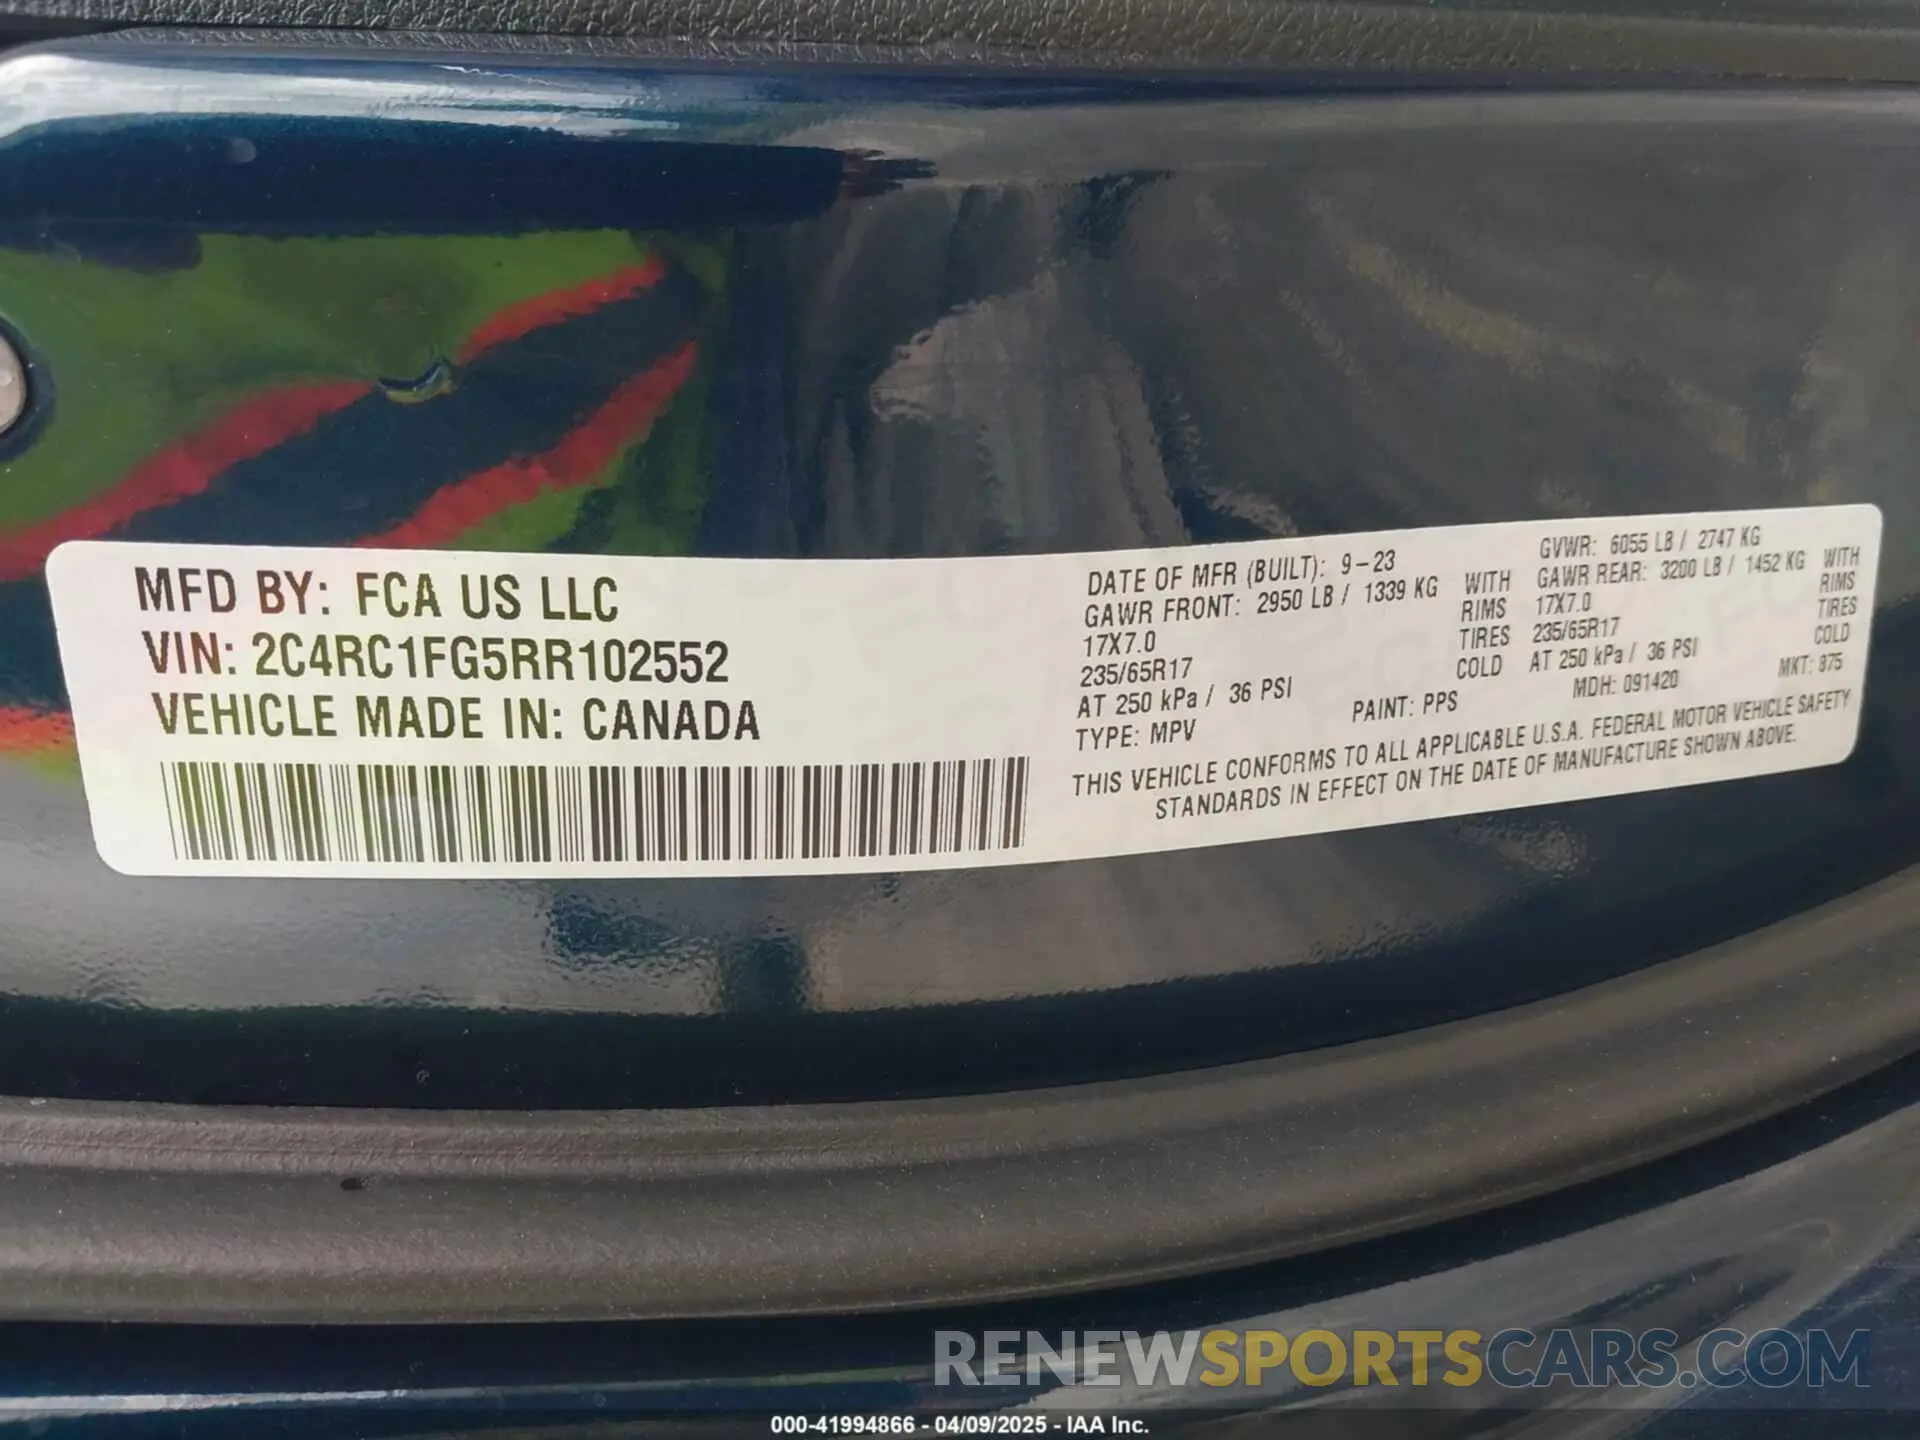 MFD BY: FCA US LLC
VIN: 2C4RC1FG5RR102552
VEHICLE MADE IN: CANADA
DATE OF MFR (BUILT): 9-23
GAWR FRONT: 2950 LB / 1339 KG WITH
17X7.0 RIMS
235/65R17 TIRES
AT 250 kPa / 36 PSI COLD
TYPE: MPV PAINT: PPS
GVWR: 6055 LB / 2747 KG
GAWR REAR: 3200 LB / 1452 KG WITH
17X7.0 RIMS
235/65R17 TIRES
AT 250 kPa / 36 PSI COLD
MDH: 091420 MKT: 875
THIS VEHICLE CONFORMS TO ALL APPLICABLE U.S.A. FEDERAL MOTOR VEHICLE SAFETY
STANDARDS IN EFFECT ON THE DATE OF MANUFACTURE SHOWN ABOVE.
RENEWSPORTSCARS.COM
000-41994866 - 04/09/2025 - IAA Inc.